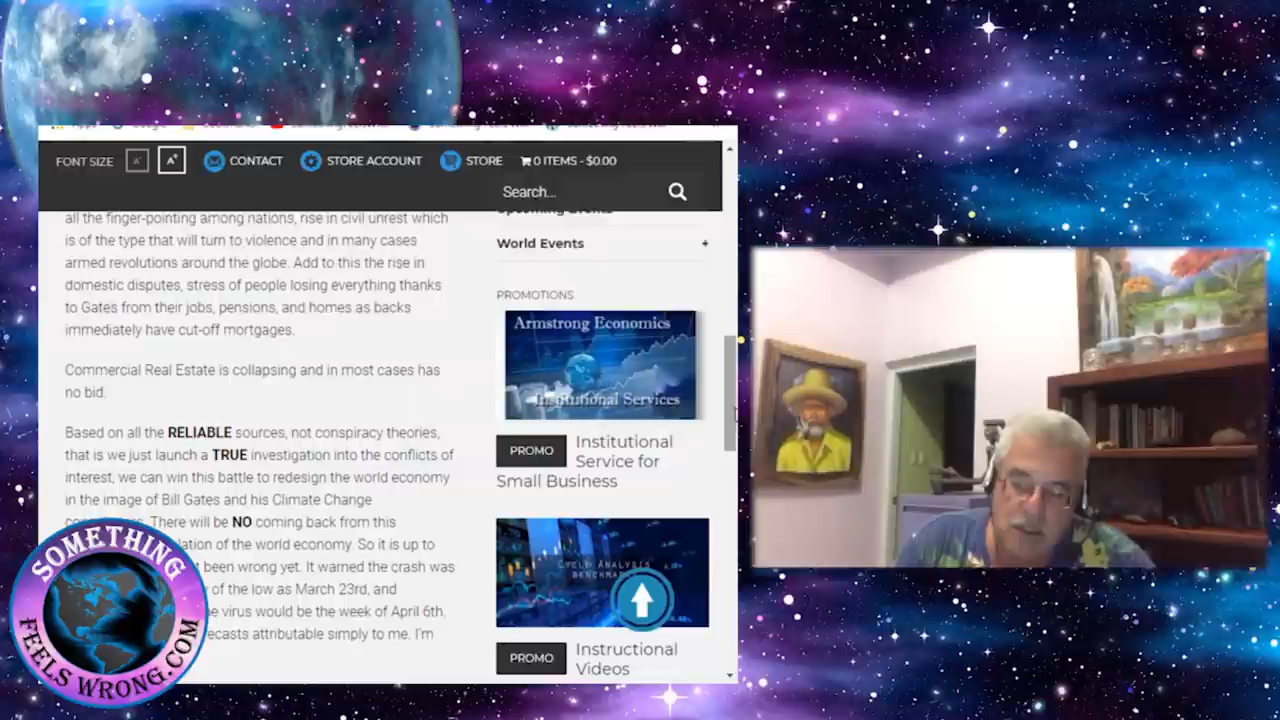 FONT SIZE A- A+ CONTACT STORE ACCOUNT STORE 0 ITEMS - $0.00
Search...
all the finger-pointing among nations, rise in civil unrest which
is of the type that will turn to violence and in many cases
armed revolutions around the globe. Add to this the rise in
domestic disputes, stress of people losing everything thanks
to Gates from their jobs, pensions, and homes as backs
immediately have cut-off mortgages.
Commercial Real Estate is collapsing and in most cases has
no bid.
Based on all the RELIABLE sources, not conspiracy theories,
that is we just launch a TRUE investigation into the conflicts of
interest, we can win this battle to redesign the world economy
in the image of Bill Gates and his Climate Change
There will be NO coming back from this
lation of the world economy. So it is up to
been wrong yet. It warned the crash was
of the low as March 23rd, and
e virus would be the week of April 6th.
ecasts attributable simply to me. I'm
Upcoming Events
World Events +
PROMOTIONS
Armstrong Economics
Institutional Services
PROMO Institutional
Service for
Small Business
CYCLE ANALYSIS
BENCHMARK
PROMO Instructional
Videos
SOMETHING
FEELS WRONG.COM